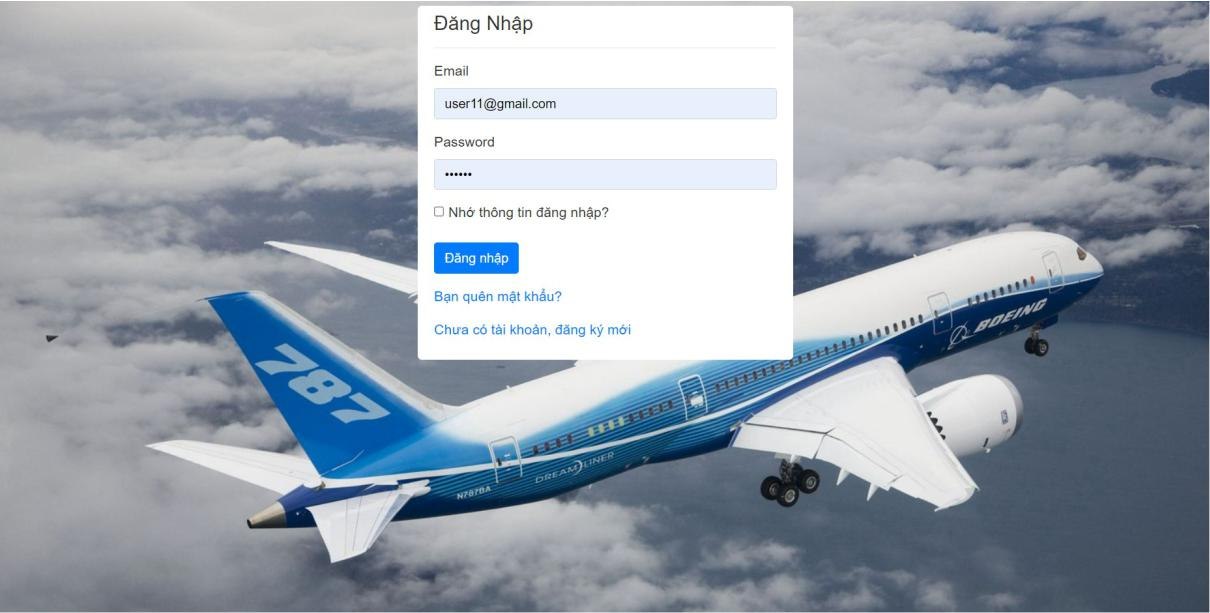 Đăng Nhập
Email
user11@gmail.com
Password
••••••
Nhớ thông tin đăng nhập?
Đăng nhập
Bạn quên mật khẩu?
Chưa có tài khoản, đăng ký mới
BOEING
787
DREAMLINER
N787BA